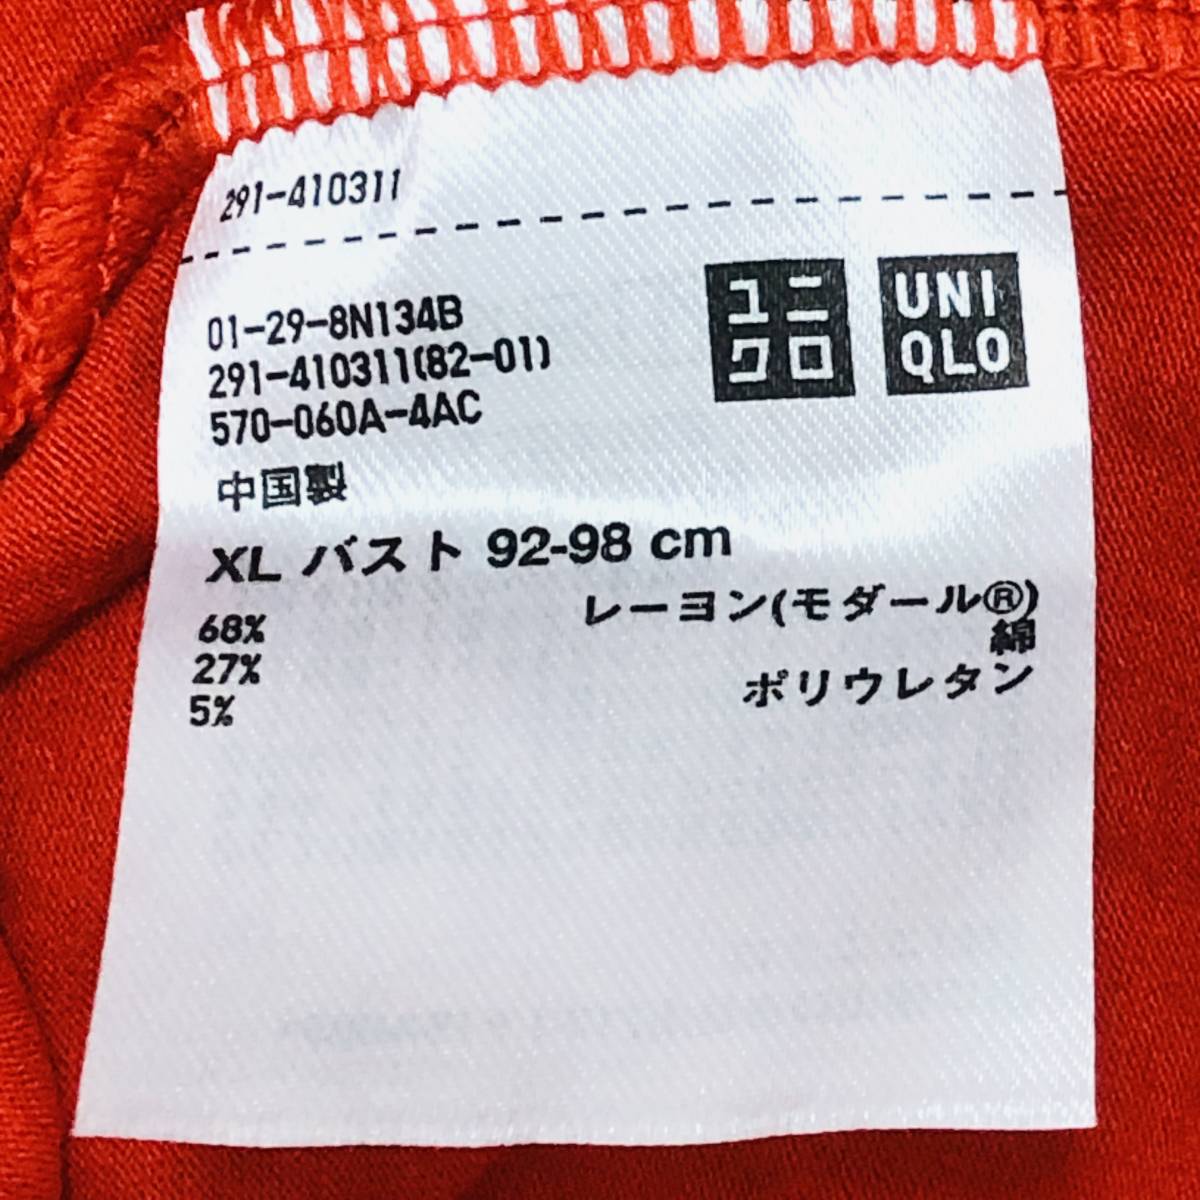 291-410311
01-29-8N134B
291-410311(82-01)
570-060A-4AC
ユニ
クロ
UNI
QLO
中国製
XL バスト 92-98 cm
68% レーヨン(モダール®)
27% 綿
5% ポリウレタン